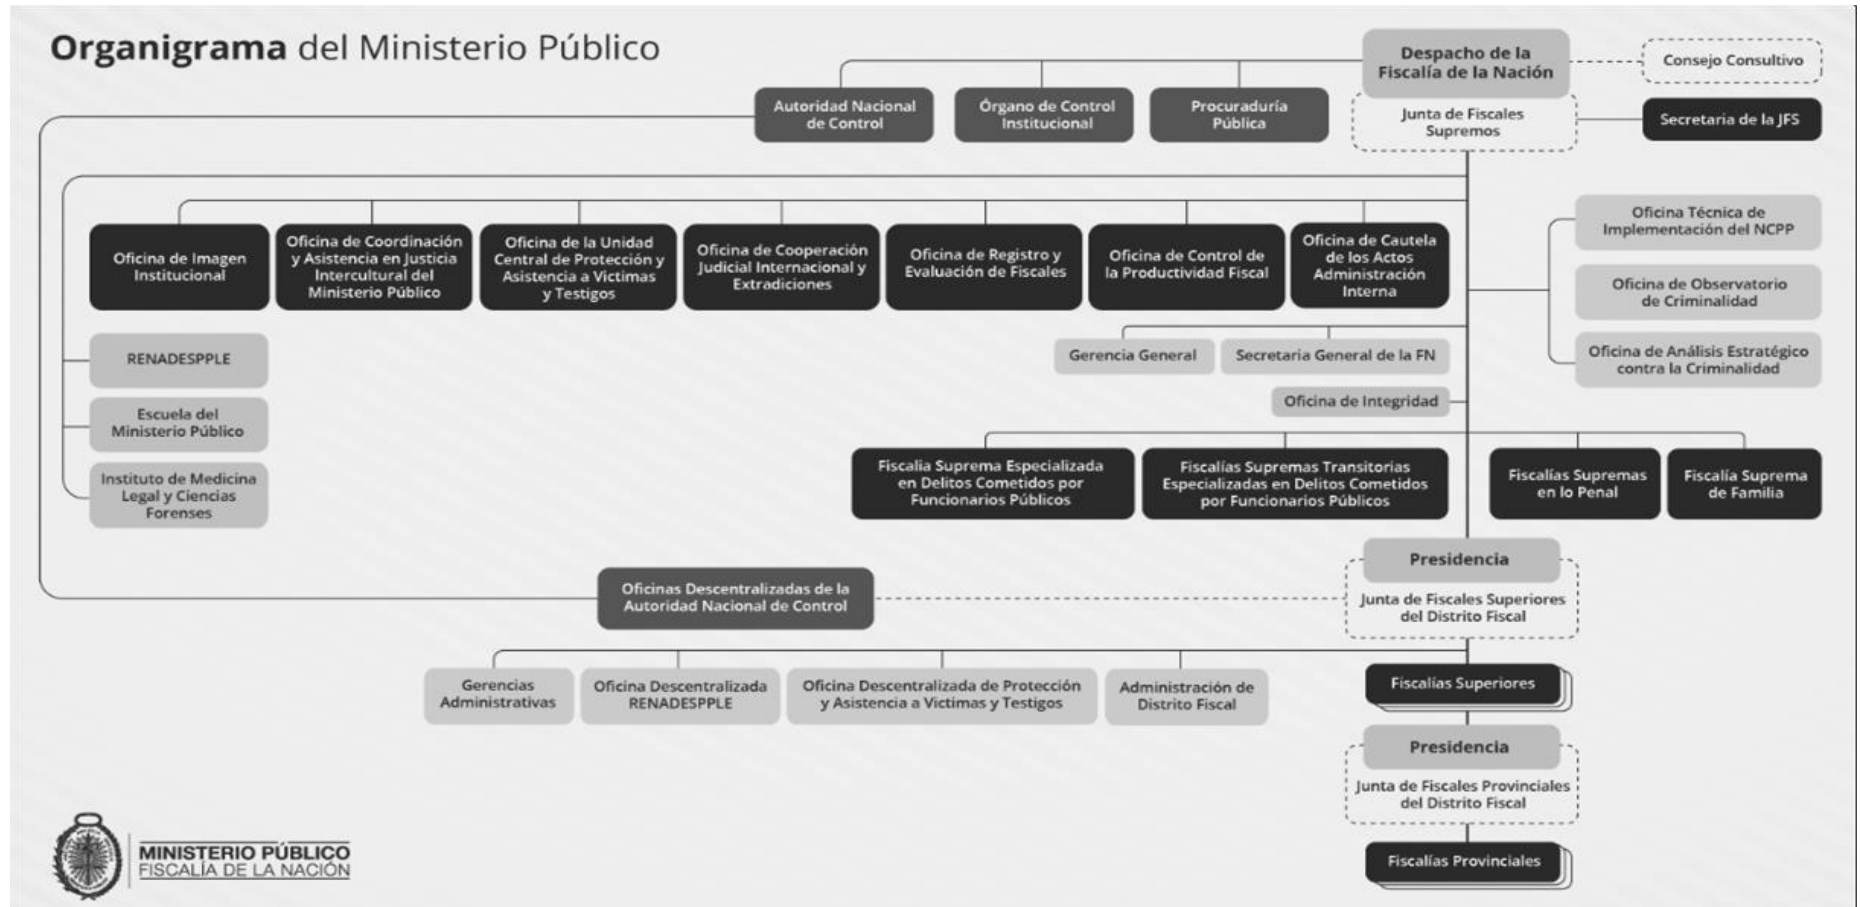 Organigrama del Ministerio Público
Despacho de la
Fiscalía de la Nación
Consejo Consultivo
Autoridad Nacional
de Control
Órgano de Control
Institucional
Procuraduría
Pública
Junta de Fiscales
Supremos
Secretaria de la JFS
Oficina de Imagen
Institucional
Oficina de Coordinación
y Asistencia en Justicia
Intercultural del
Ministerio Público
Oficina de la Unidad
Central de Protección y
Asistencia a Victimas
y Testigos
Oficina de Cooperación
Judicial Internacional y
Extradiciones
Oficina de Registro y
Evaluación de Fiscales
Oficina de Control de
la Productividad Fiscal
Oficina de Cautela
de los Actos
Administración
Interna
Oficina Técnica de
Implementación del NCPP
Oficina de Observatorio
de Criminalidad
Oficina de Análisis Estratégico
contra la Criminalidad
RENADESPPLE
Escuela del
Ministerio Público
Instituto de Medicina
Legal y Ciencias
Forenses
Gerencia General
Secretaria General de la FN
Oficina de Integridad
Fiscalia Suprema Especializada
en Delitos Cometidos por
Funcionarios Públicos
Fiscalías Supremas Transitorias
Especializadas en Delitos Cometidos
por Funcionarios Públicos
Fiscalías Supremas
en lo Penal
Fiscalía Suprema
de Familia
Presidencia
Junta de Fiscales Superiores
del Distrito Fiscal
Oficinas Descentralizadas de la
Autoridad Nacional de Control
Gerencias
Administrativas
Oficina Descentralizada
RENADESPPLE
Oficina Descentralizada de Protección
y Asistencia a Victimas y Testigos
Administración de
Distrito Fiscal
Fiscalías Superiores
Presidencia
Junta de Fiscales Provinciales
del Distrito Fiscal
Fiscalías Provinciales
MINISTERIO PÚBLICO
FISCALÍA DE LA NACIÓN